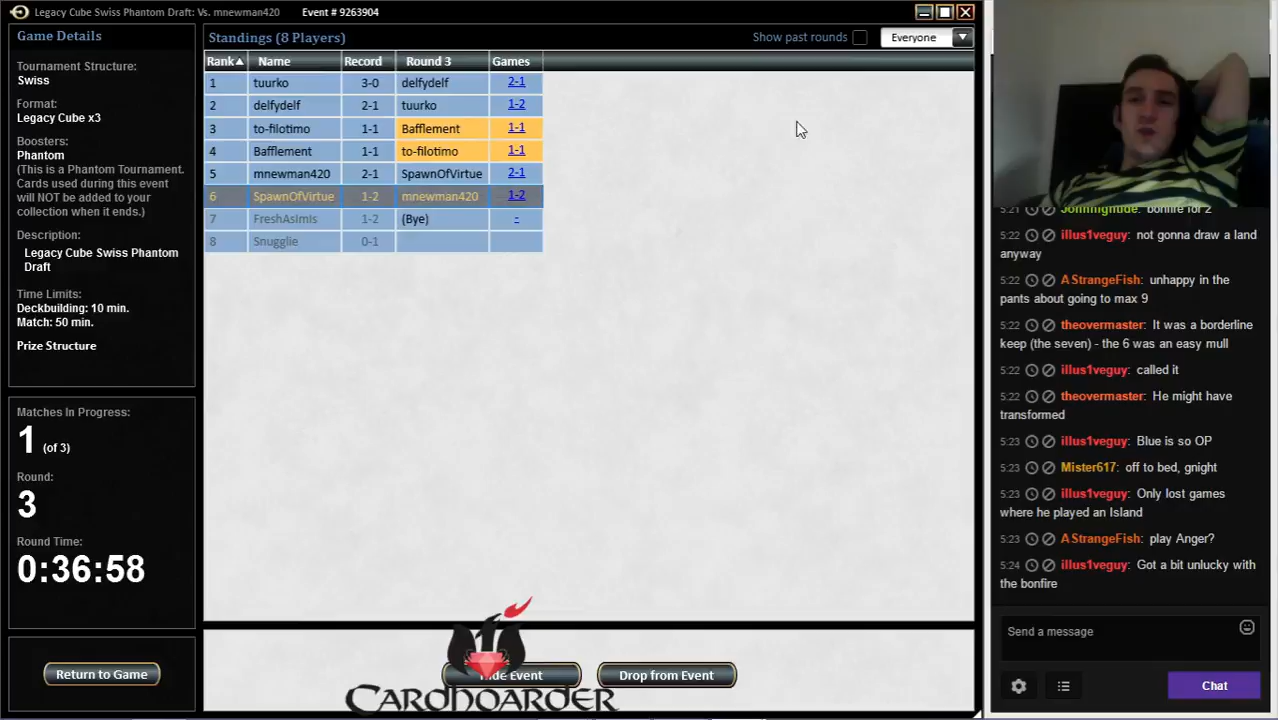 Legacy Cube Swiss Phantom Draft: Vs. mnewman420 Event # 9263904
Game Details
Tournament Structure:
Swiss
Format:
Legacy Cube x3
Boosters:
Phantom
(This is a Phantom Tournament.
Cards used during this event
will NOT be added to your
collection when it ends.)
Description:
Legacy Cube Swiss Phantom
Draft
Time Limits:
Deckbuilding: 10 min.
Match: 50 min.
Prize Structure
Matches In Progress:
1 (of 3)
Round:
3
Round Time:
0:36:58
Return to Game
Standings (8 Players)
Show past rounds
Everyone
Rank Name Record Round 3 Games
1 tuurko 3-0 delfydelf 2-1
2 delfydelf 2-1 tuurko 1-2
3 to-filotimo 1-1 Bafflement 1-1
4 Bafflement 1-1 to-filotimo 1-1
5 mnewman420 2-1 SpawnOfVirtue 2-1
6 SpawnOfVirtue 1-2 mnewman420 1-2
7 FreshAsImIs 1-2 (Bye) -
8 Snugglie 0-1
Hide Event
Drop from Event
CARDHOARDER
5:21 bonfire for 2
5:22 illus1veguy: not gonna draw a land
anyway
5:22 AStrangeFish: unhappy in the
pants about going to max 9
5:22 theovermaster: It was a borderline
keep (the seven) - the 6 was an easy mull
5:22 illus1veguy: called it
5:22 theovermaster: He might have
transformed
5:23 illus1veguy: Blue is so OP
5:23 Mister617: off to bed, gnight
5:23 illus1veguy: Only lost games
where he played an Island
5:23 AStrangeFish: play Anger?
5:24 illus1veguy: Got a bit unlucky with
the bonfire
Send a message
Chat